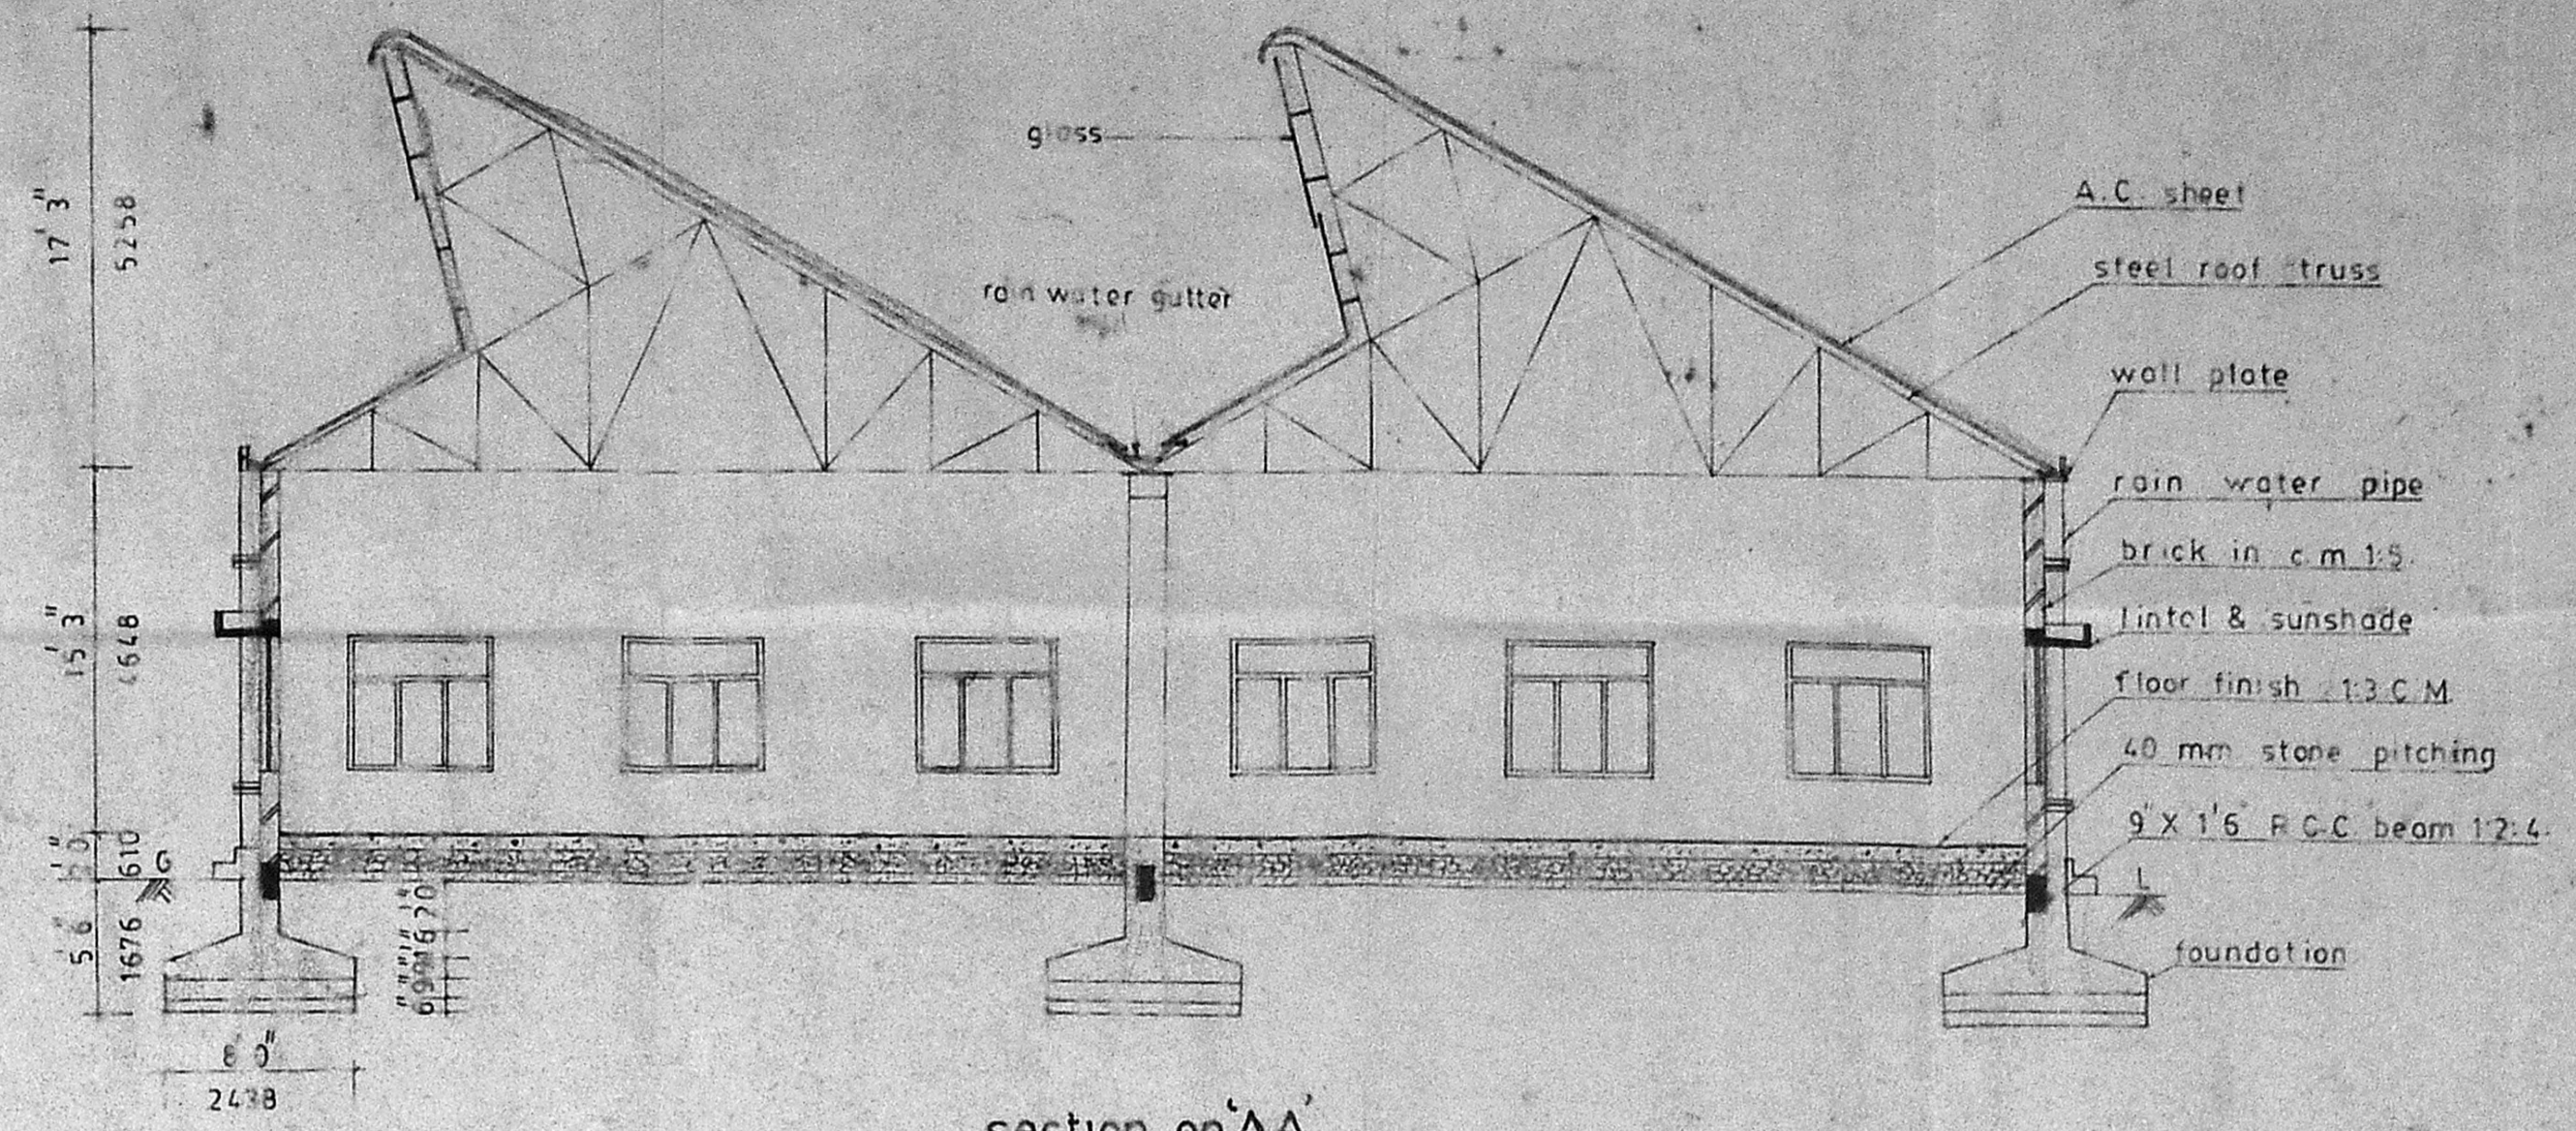 17' 3"
5258
glass
rain water gutter
A.C. sheet
steel roof truss
wall plate
rain water pipe
brick in c.m 1:5
lintel & sunshade
floor finish 1:3 C.M.
40 mm stone pitching
9" X 1'6" R.C.C. beam 1:2:4.
foundation
15' 3"
4648
610
G
L
5' 6"
1676
8' 0"
2438
section on 'AA'